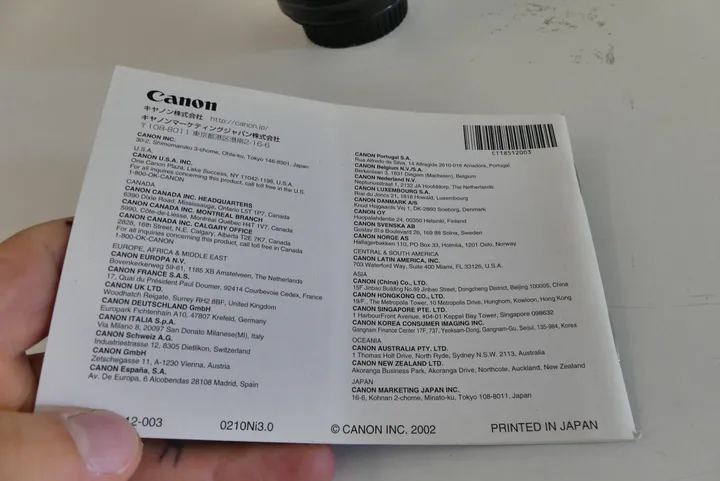 Canon
キヤノン株式会社 http://canon.jp/
キヤノンマーケティングジャパン株式会社
〒108-8011 東京都港区港南2-16-6
CANON INC.
30-2, Shimomaruko 3-chome, Ohta-ku, Tokyo 146-8501, Japan
U.S.A.
CANON U.S.A. INC.
One Canon Plaza, Lake Success, NY 11042-1198, U.S.A.
For all inquiries concerning this product, call toll free in the U.S.
1-800-OK-CANON
CANADA
CANON CANADA INC. HEADQUARTERS
6390 Dixie Road, Mississauga, Ontario L5T 1P7, Canada
CANON CANADA INC. MONTREAL BRANCH
5990, Côte-de-Liesse, Montréal Québec H4T 1V7, Canada
CANON CANADA INC. CALGARY OFFICE
2828, 16th Street, N.E. Calgary, Alberta T2E 7K7, Canada
For all inquiries concerning this product, call toll free in Canada
1-800-OK-CANON
EUROPE, AFRICA & MIDDLE EAST
CANON EUROPA N.V.
Bovenkerkerweg 59-61, 1185 XB Amstelveen, The Netherlands
CANON FRANCE S.A.S.
17, Quai du Président Paul Doumer, 92414 Courbevoie Cedex, France
CANON UK LTD.
Woodhatch Reigate, Surrey RH2 8BF, United Kingdom
CANON DEUTSCHLAND GmbH
Europark Fichtenhain A10, 47807 Krefeld, Germany
CANON ITALIA S.p.A.
Via Milano 8, 20097 San Donato Milanese(MI), Italy
CANON Schweiz A.G.
Industriestrasse 12, 8305 Dietlikon, Switzerland
CANON GmbH
Zetschegasse 11, A-1230 Vienna, Austria
CANON España, S.A.
Av. De Europa, 6 Alcobendas 28108 Madrid, Spain
CT18512003
CANON Portugal S.A.
Rua Alfredo da Silva, 14 Alfragide 2610-016 Amadora, Portugal
CANON Belgium N.V./S.A.
Berkenlaan 3, 1831 Diegem (Machelen), Belgium
CANON Nederland N.V.
Neptunusstraat 1, 2132 JA Hoofddorp, The Netherlands
CANON LUXEMBOURG S.A.
Rue du Joncs 21, 1818 Howald, Luxembourg
CANON DANMARK A/S
Knud Højgaards Vej 1, DK-2860 Soeborg, Denmark
CANON OY
Huopalahdentie 24, 00350 Helsinki, Finland
CANON SVENSKA AB
Gustav III:s Boulevard 26, 169 88 Solna, Sweden
CANON NORGE AS
Hallagerbakken 110, PO Box 33, Holmlia, 1201 Oslo, Norway
CENTRAL & SOUTH AMERICA
CANON LATIN AMERICA, INC.
703 Waterford Way, Suite 400 Miami, FL 33126, U.S.A.
ASIA
CANON (China) Co., LTD.
15F Jinbao Building No.89 Jinbao Street, Dongcheng District, Beijing 100005, China
CANON HONGKONG CO., LTD.
19/F., The Metropolis Tower, 10 Metropolis Drive, Hunghom, Kowloon, Hong Kong
CANON SINGAPORE PTE. LTD.
1 HarbourFront Avenue, #04-01 Keppel Bay Tower, Singapore 098632
CANON KOREA CONSUMER IMAGING INC.
Gangnam Finance Center 17F, 737, Yeoksam-Dong, Gangnam-Gu, Seoul, 135-984, Korea
OCEANIA
CANON AUSTRALIA PTY. LTD.
1 Thomas Holt Drive, North Ryde, Sydney N.S.W. 2113, Australia
CANON NEW ZEALAND LTD.
Akoranga Business Park, Akoranga Drive, Northcote, Auckland, New Zealand
JAPAN
CANON MARKETING JAPAN INC.
16-6, Kohnan 2-chome, Minato-ku, Tokyo 108-8011, Japan
12-003 0210Ni3.0 © CANON INC. 2002 PRINTED IN JAPAN